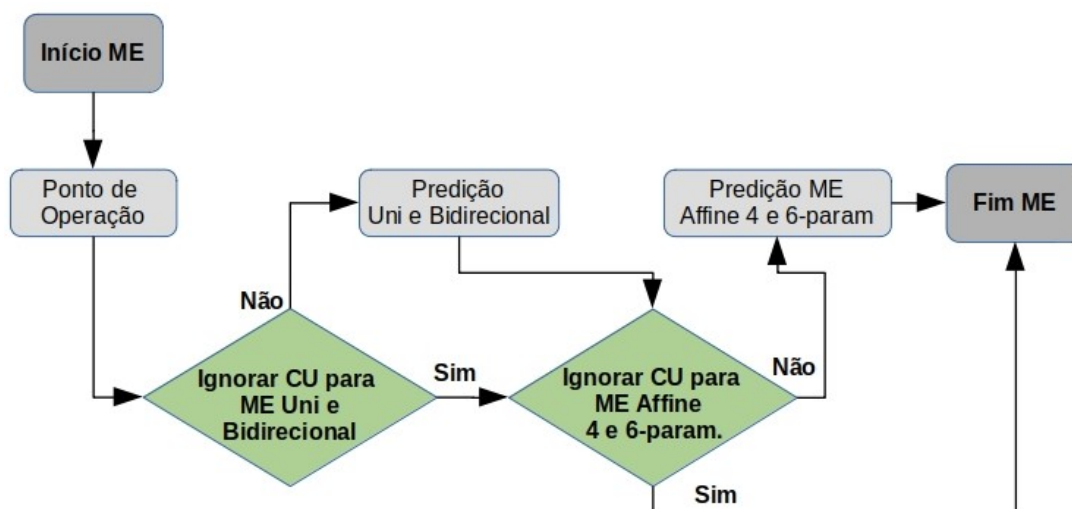 Início ME
Ponto de
Operação
Predição
Uni e Bidirecional
Predição ME
Affine 4 e 6-param
Fim ME
Não
Ignorar CU para
ME Uni e
Bidirecional
Sim
Ignorar CU para
ME Affine
4 e 6-param.
Não
Sim